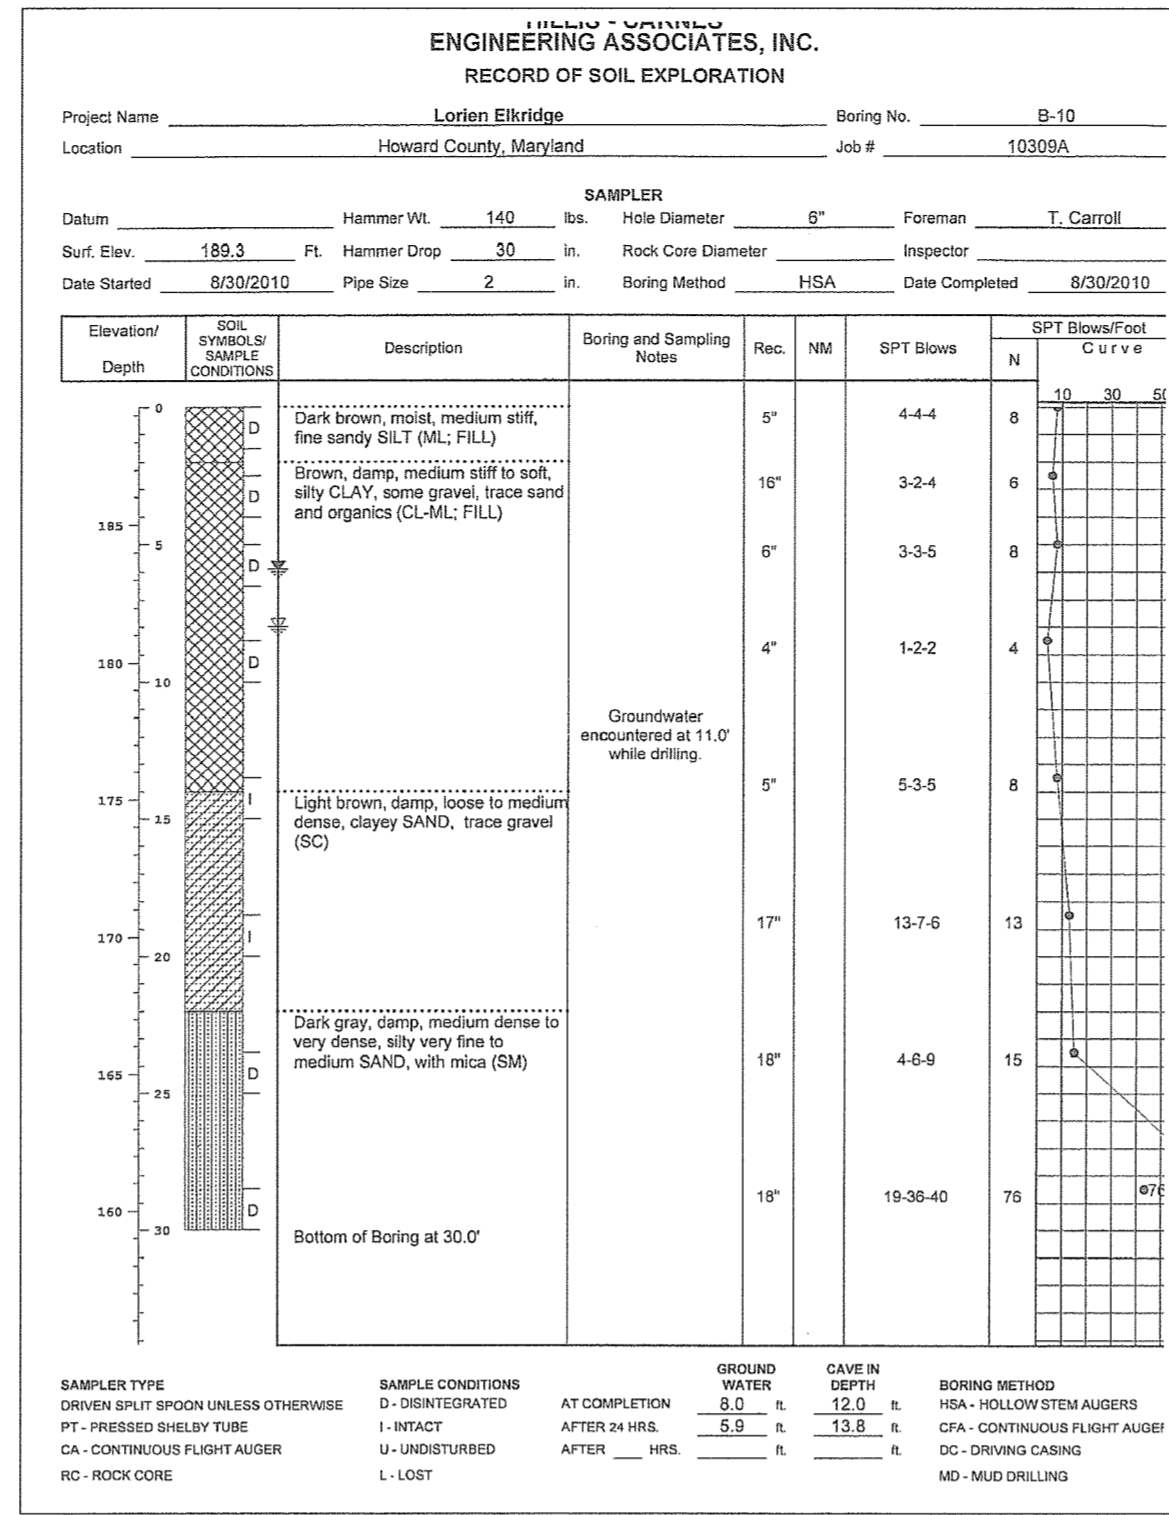 HILLIS - CARNES
ENGINEERING ASSOCIATES, INC.
RECORD OF SOIL EXPLORATION
Project Name Lorien Elkridge Boring No. B-10
Location Howard County, Maryland Job # 10309A
SAMPLER
Datum Hammer Wt. 140 lbs. Hole Diameter 6" Foreman T. Carroll
Surf. Elev. 189.3 Ft. Hammer Drop 30 in. Rock Core Diameter Inspector
Date Started 8/30/2010 Pipe Size 2 in. Boring Method HSA Date Completed 8/30/2010
Elevation/ Depth
SOIL SYMBOLS/ SAMPLE CONDITIONS
Description
Boring and Sampling Notes
Rec.
NM
SPT Blows
SPT Blows/Foot
N
Curve
10 30 50
0
D
Dark brown, moist, medium stiff, 5" 4-4-4 8
fine sandy SILT (ML; FILL)
Brown, damp, medium stiff to soft,
silty CLAY, some gravel, trace sand 16" 3-2-4 6
D
and organics (CL-ML; FILL)
185
5 6" 3-3-5 8
D
4" 1-2-2 4
180 D
10
Groundwater
encountered at 11.0'
while drilling.
5" 5-3-5 8
175 I Light brown, damp, loose to medium
15 dense, clayey SAND, trace gravel
(SC)
17" 13-7-6 13
170 I
20
Dark gray, damp, medium dense to
very dense, silty very fine to
medium SAND, with mica (SM) 18" 4-6-9 15
165 D
25
18" 19-36-40 76 76
160 D
30
Bottom of Boring at 30.0'
GROUND WATER CAVE IN DEPTH
SAMPLER TYPE SAMPLE CONDITIONS BORING METHOD
DRIVEN SPLIT SPOON UNLESS OTHERWISE D - DISINTEGRATED AT COMPLETION 8.0 ft. 12.0 ft. HSA - HOLLOW STEM AUGERS
PT - PRESSED SHELBY TUBE I - INTACT AFTER 24 HRS. 5.9 ft. 13.8 ft. CFA - CONTINUOUS FLIGHT AUGER
CA - CONTINUOUS FLIGHT AUGER U - UNDISTURBED AFTER ___ HRS. ft. ft. DC - DRIVING CASING
RC - ROCK CORE L - LOST MD - MUD DRILLING